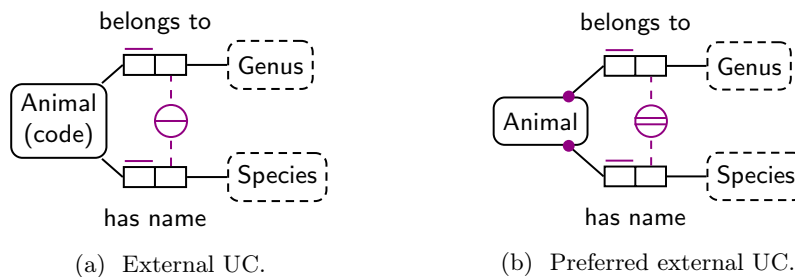 belongs to
Genus
Animal
(code)
Species
has name
(a) External UC.
belongs to
Genus
Animal
Species
has name
(b) Preferred external UC.